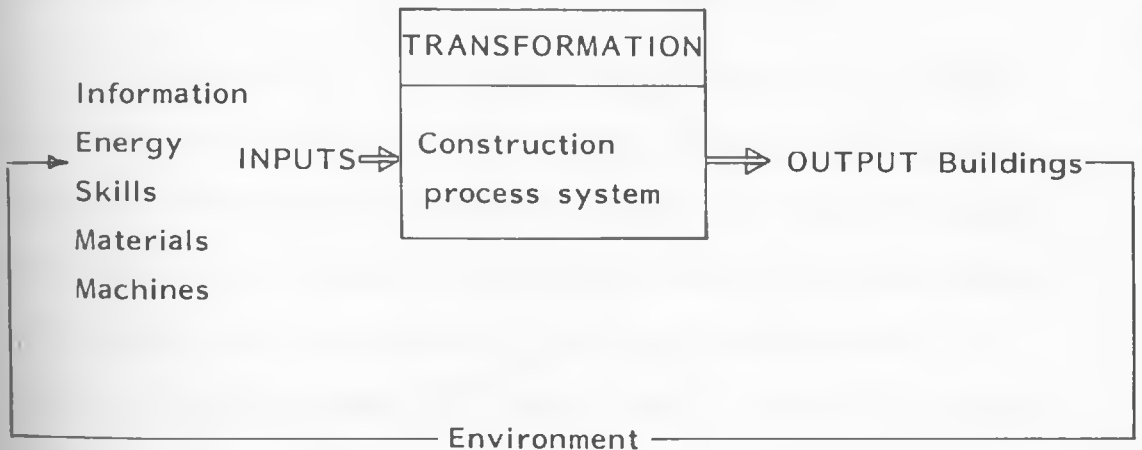 TRANSFORMATION
Information
Energy
Skills
Materials
Machines
INPUTS
Construction
process system
OUTPUT Buildings
Environment